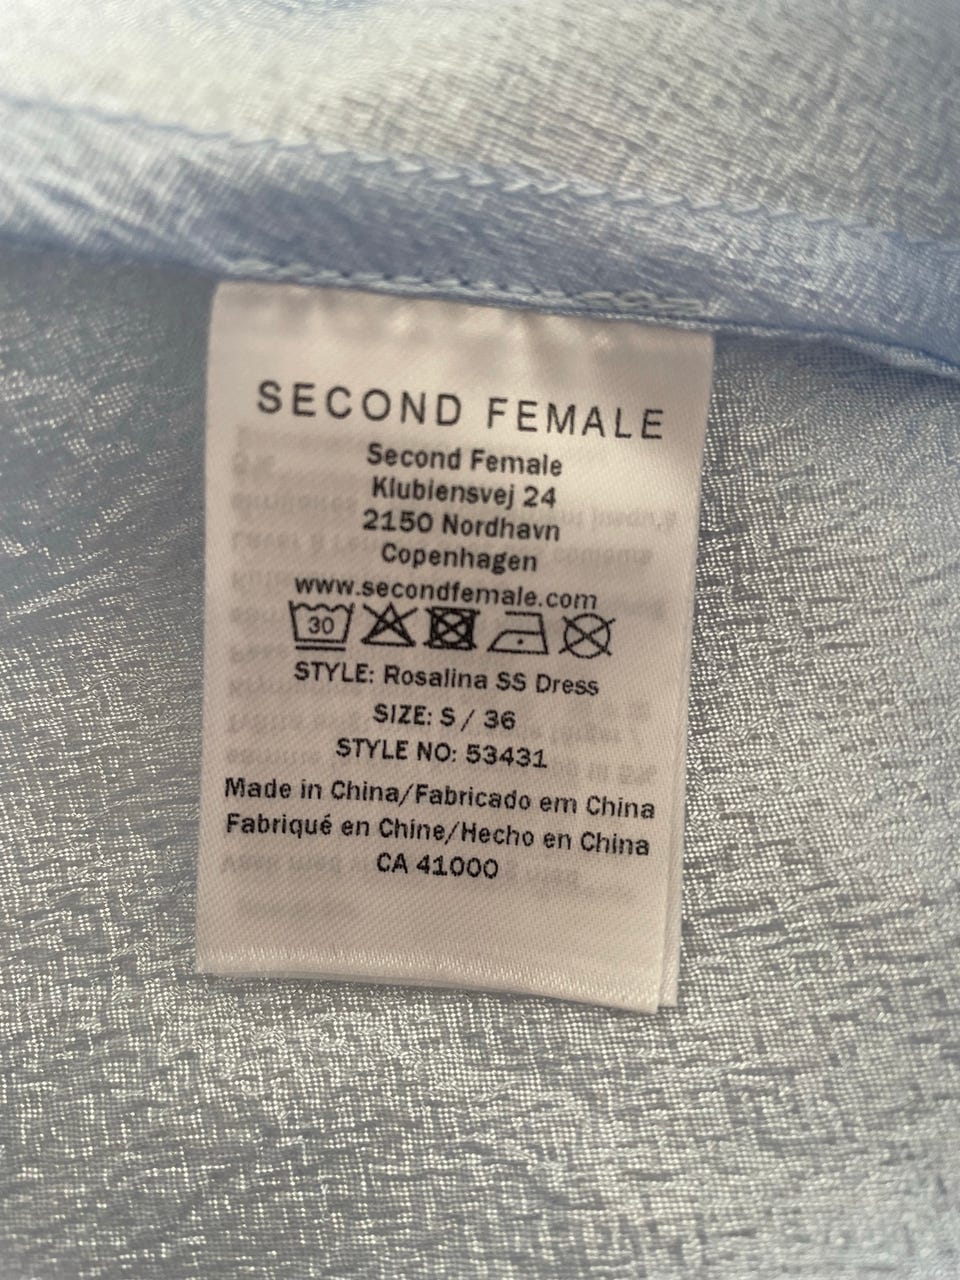 SECOND FEMALE
Second Female
Klubiensvej 24
2150 Nordhavn
Copenhagen
www.secondfemale.com
30
STYLE: Rosalina SS Dress
SIZE: S / 36
STYLE NO: 53431
Made in China/Fabricado em China
Fabriqué en Chine/Hecho en China
CA 41000